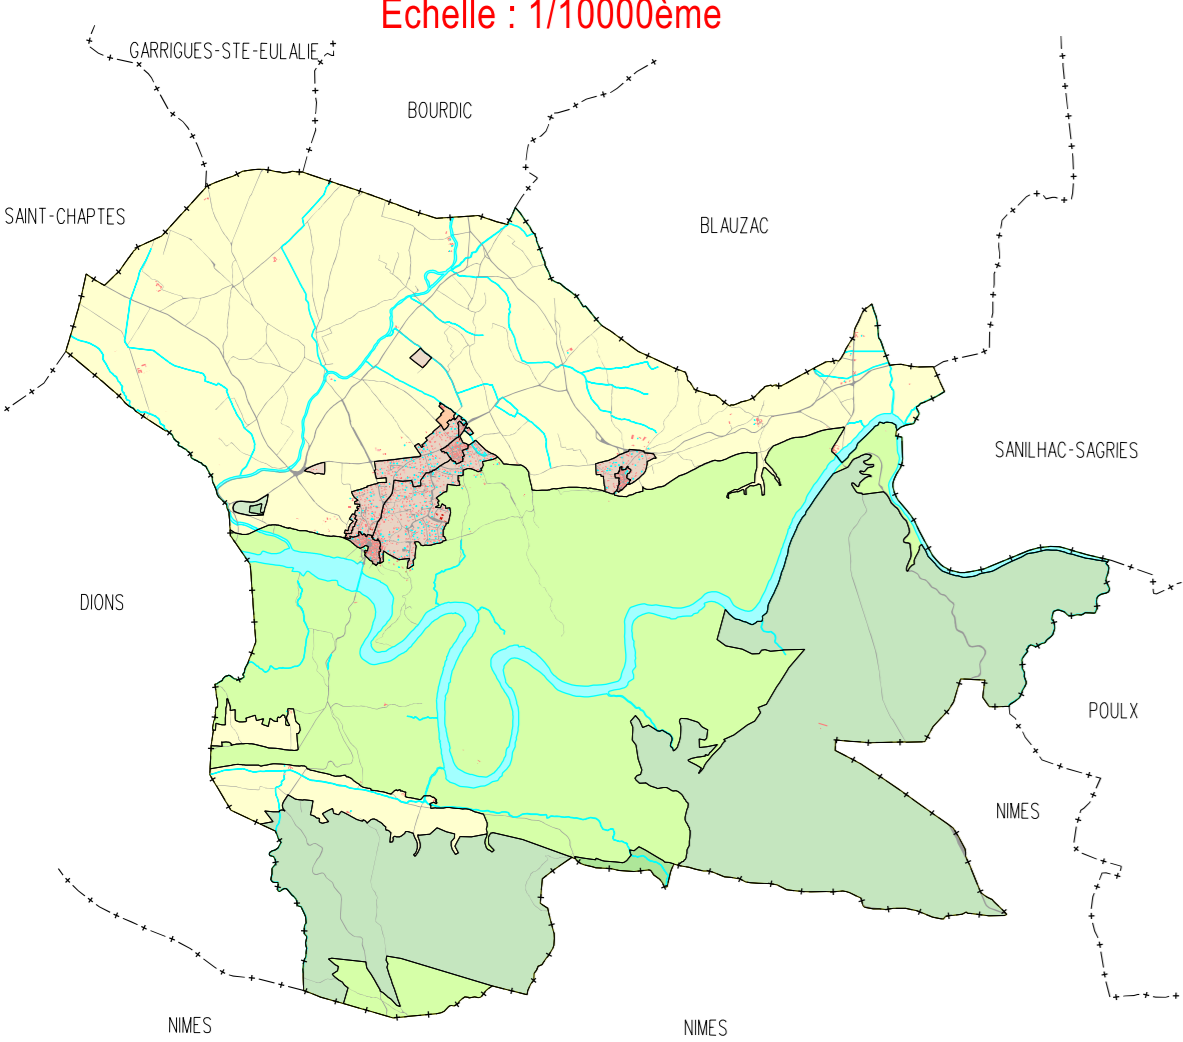 Echelle : 1/10000ème
GARRIGUES-STE-EULALIE
BOURDIC
SAINT-CHAPTES
BLAUZAC
SANILHAC-SAGRIES
DIONS
POULX
NIMES
NIMES
NIMES